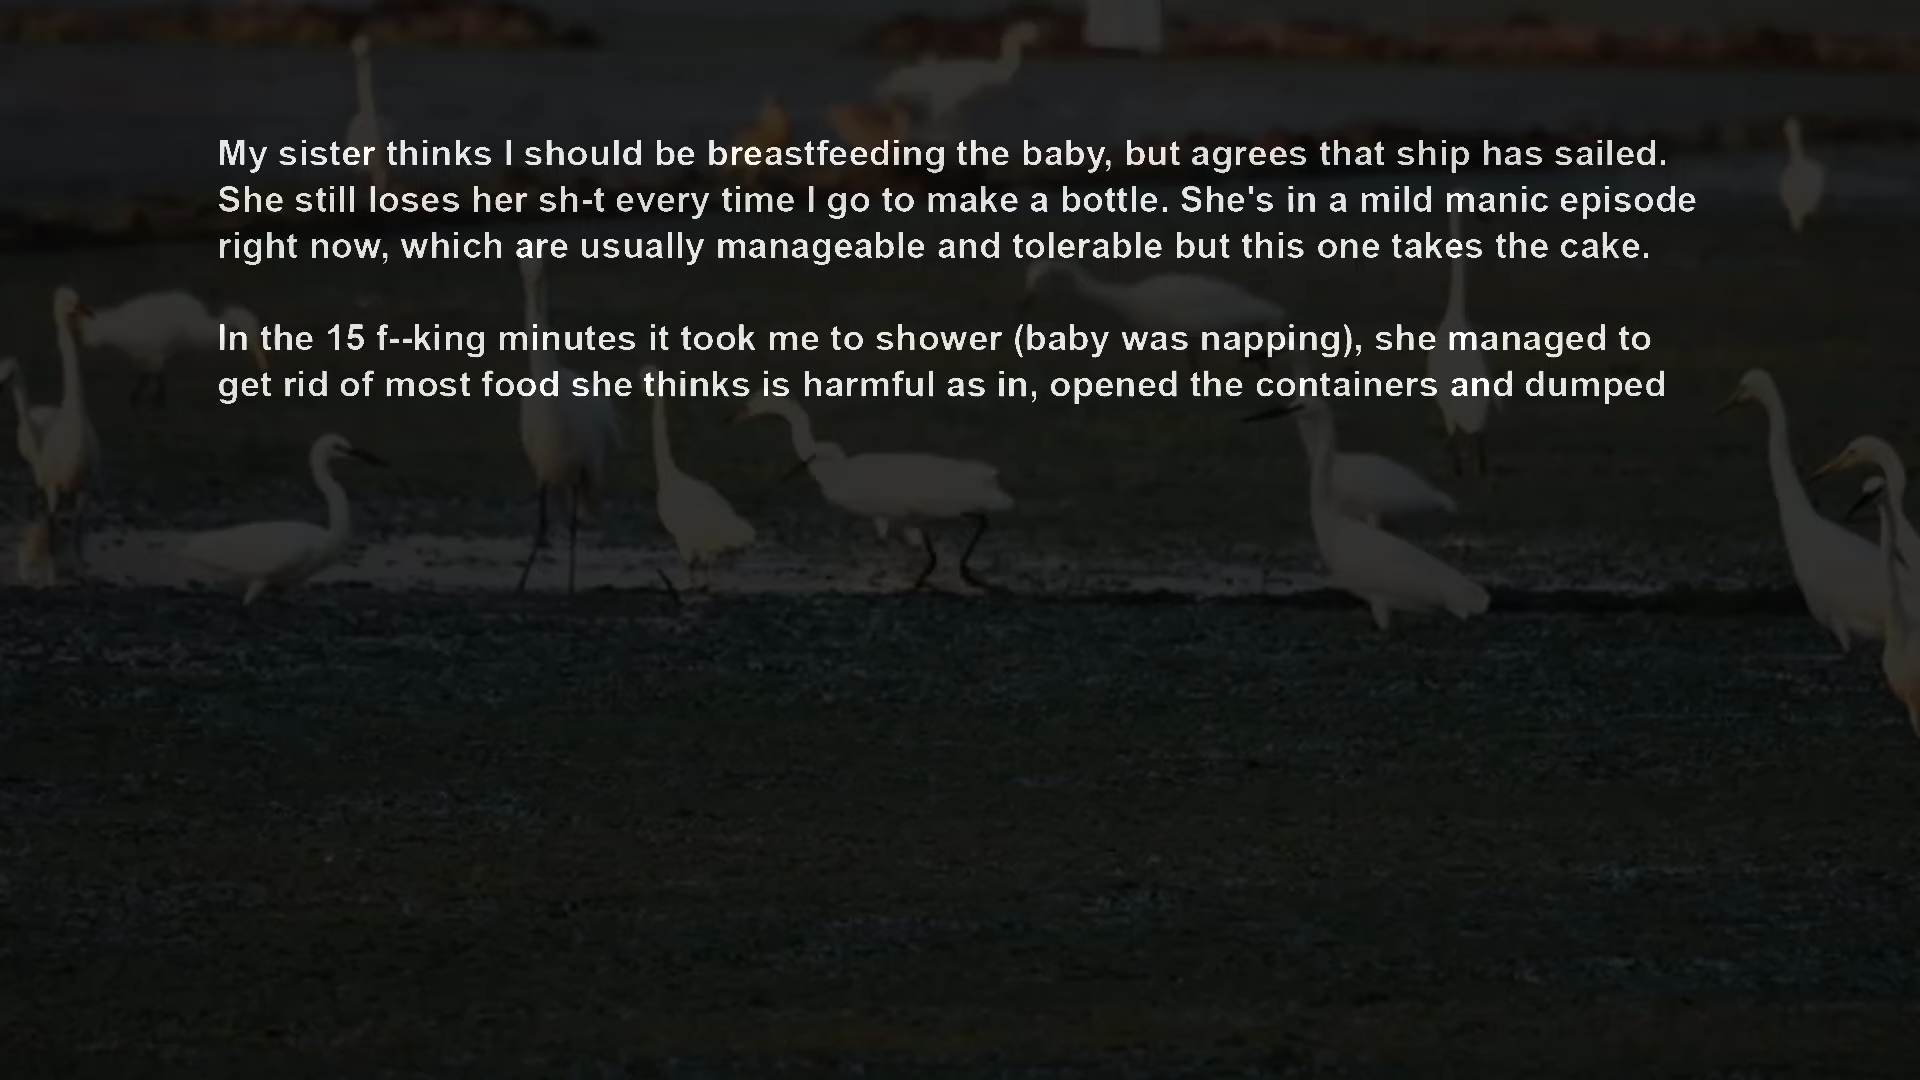 My sister thinks I should be breastfeeding the baby, but agrees that ship has sailed.
She still loses her sh-t every time I go to make a bottle. She's in a mild manic episode
right now, which are usually manageable and tolerable but this one takes the cake.
In the 15 f--king minutes it took me to shower (baby was napping), she managed to
get rid of most food she thinks is harmful as in, opened the containers and dumped